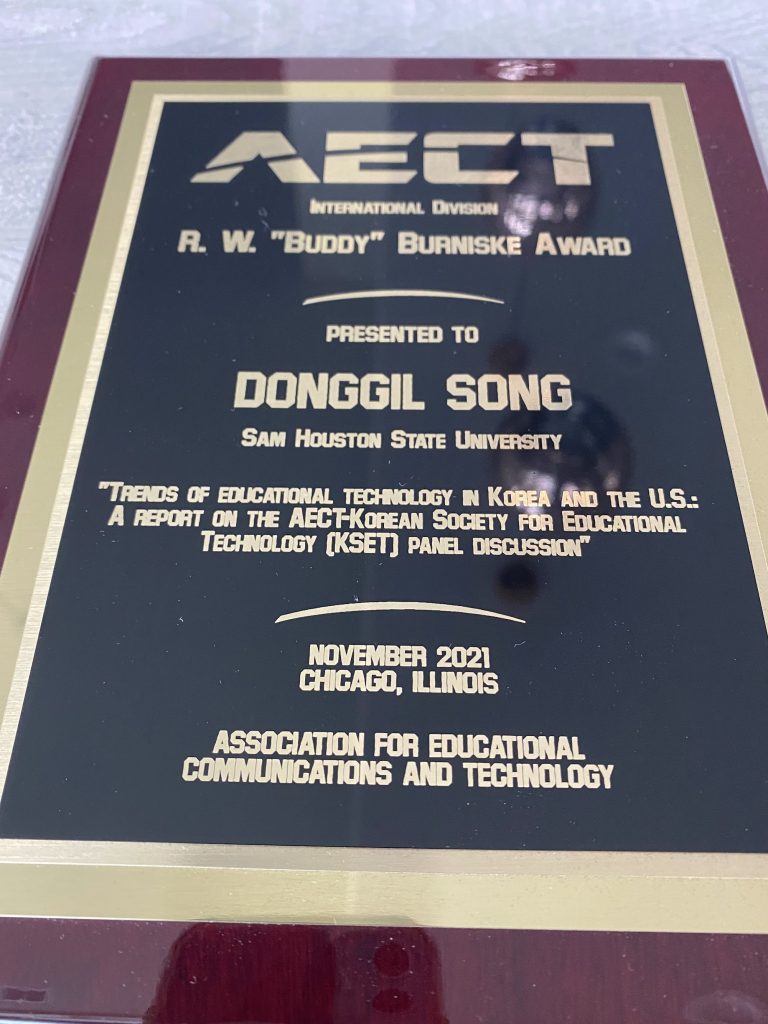 AECT
International Division
R. W. "Buddy" Burniske Award
PRESENTED TO
DONGGIL SONG
Sam Houston State University
"Trends of educational technology in Korea and the U.S.:
A report on the AECT-Korean Society for Educational
Technology (KSET) panel discussion"
NOVEMBER 2021
CHICAGO, ILLINOIS
ASSOCIATION FOR EDUCATIONAL
COMMUNICATIONS AND TECHNOLOGY